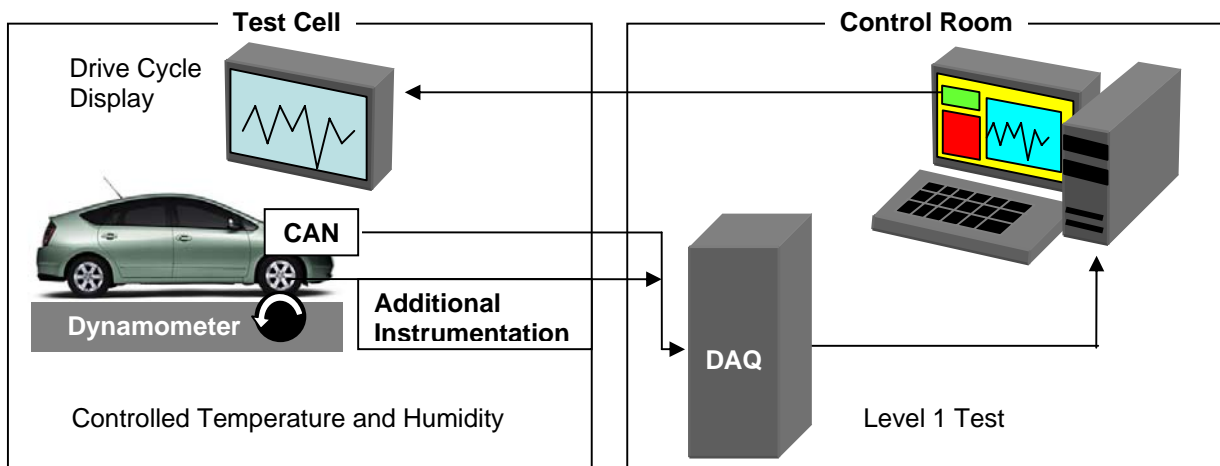 Test Cell
Control Room
Drive Cycle
Display
CAN
Additional
Instrumentation
Dynamometer
DAQ
Controlled Temperature and Humidity
Level 1 Test